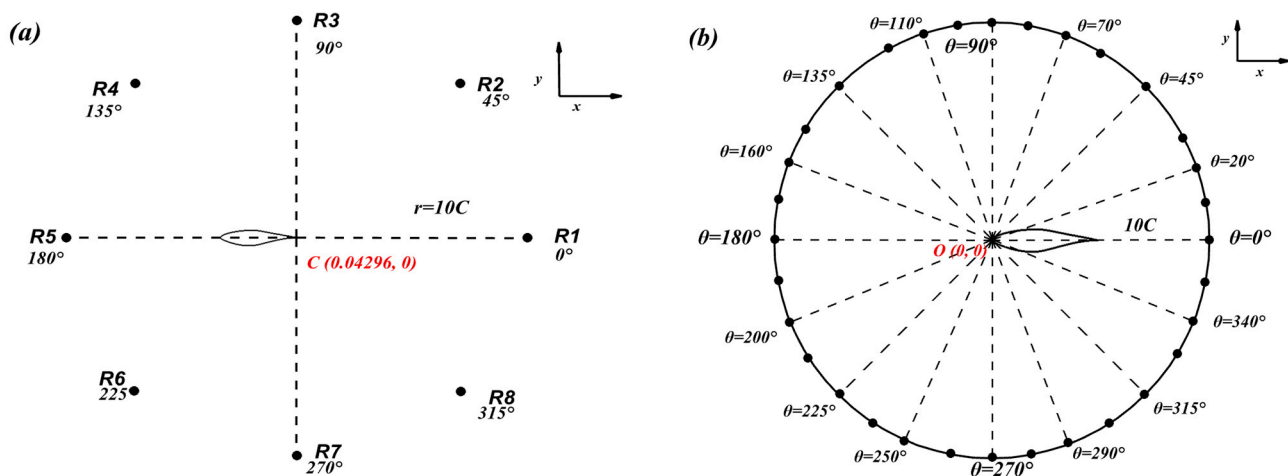 (a)
R3
90°
y
x
R4
135°
R2
45°
r=10C
R5
180°
R1
0°
C (0.04296, 0)
R6
225
R8
315°
R7
270°
(b)
y
x
θ=110°
θ=90°
θ=70°
θ=135°
θ=45°
θ=160°
θ=20°
θ=180°
10C
θ=0°
O (0, 0)
θ=200°
θ=340°
θ=225°
θ=315°
θ=250°
θ=270°
θ=290°